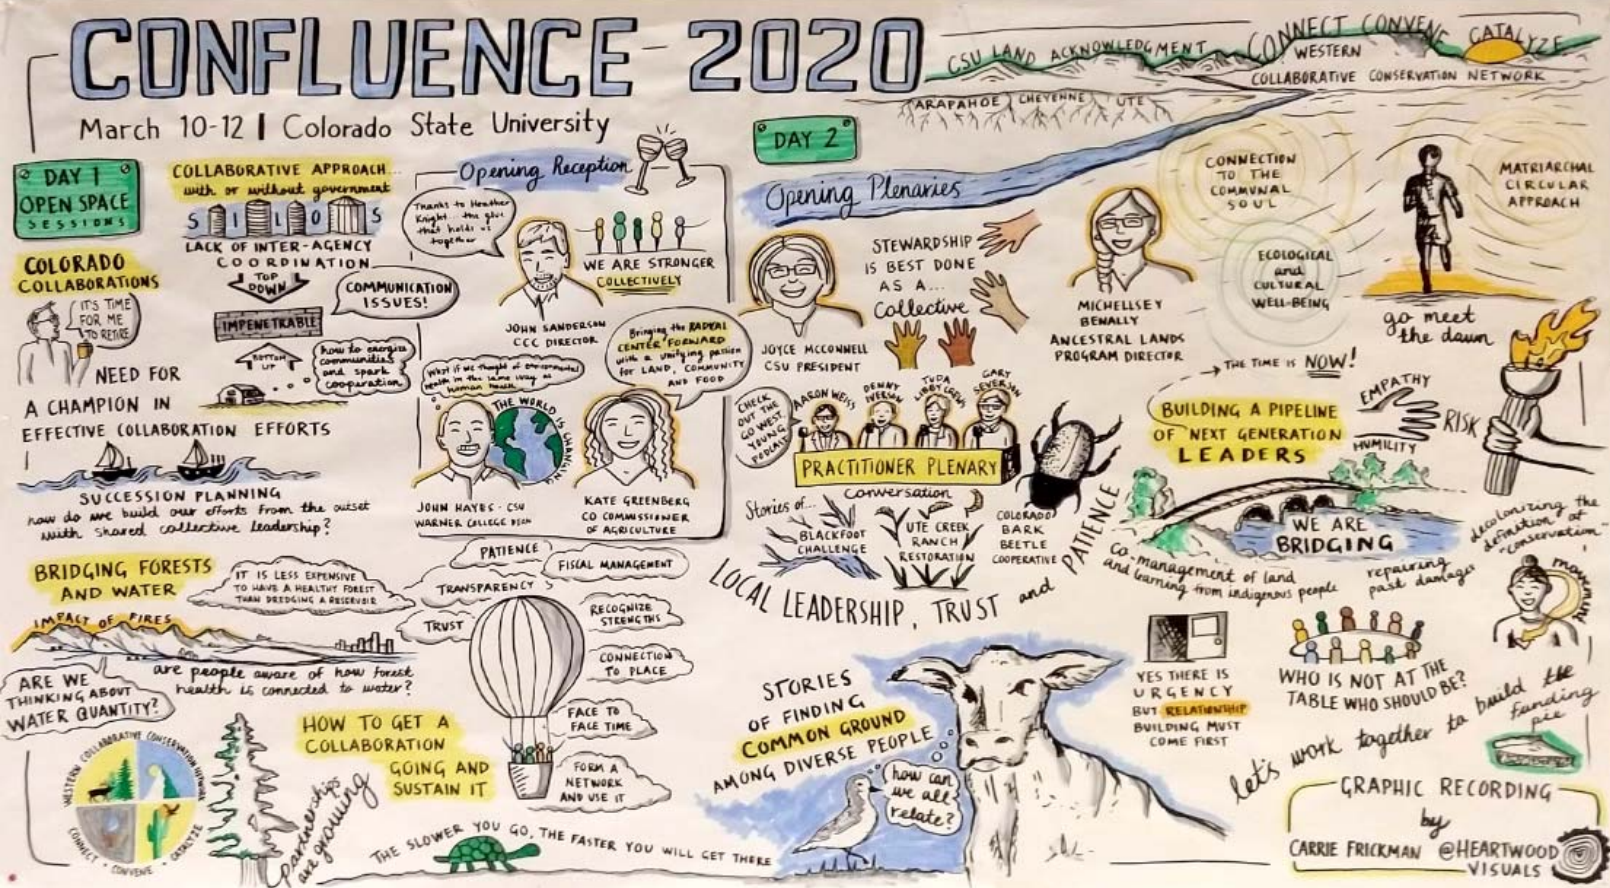 CONFLUENCE - 2020
March 10-12 | Colorado State University
CSU LAND ACKNOWLEDGMENT
CONNECT CONVENE CATALYZE
WESTERN
COLLABORATIVE CONSERVATION NETWORK
ARAPAHOE CHEYENNE UTE
DAY 1
OPEN SPACE
SESSIONS
COLORADO
COLLABORATIONS
IT'S TIME
FOR ME
TO RETIRE
NEED FOR
A CHAMPION IN
EFFECTIVE COLLABORATION EFFORTS
SUCCESSION PLANNING
how do we build our efforts from the outset
with shared collective leadership?
COLLABORATIVE APPROACH...
with or without government
SILOS
LACK OF INTER-AGENCY
COORDINATION
TOP
DOWN
COMMUNICATION
ISSUES!
IMPENETRABLE
BOTTOM
UP
how to energize
communities
and spark
cooperation
Opening Reception
Thanks to Heather
Knight... the glue
that holds us
together
JOHN SANDERSON
CCC DIRECTOR
WE ARE STRONGER
COLLECTIVELY
Bringing the RADICAL
CENTER FORWARD
with a unifying passion
for LAND, COMMUNITY
AND FOOD
What if we thought of environmental
health in the same way as
human health
THE WORLD IS CHANGING
JOHN HAYES - CSU
WARNER COLLEGE DEAN
KATE GREENBERG
CO COMMISSIONER
OF AGRICULTURE
BRIDGING FORESTS
AND WATER
IT IS LESS EXPENSIVE
TO HAVE A HEALTHY FOREST
THAN DREDGING A RESERVOIR
IMPACT OF FIRES
are people aware of how forest
health is connected to water?
ARE WE
THINKING ABOUT
WATER QUANTITY?
WESTERN COLLABORATIVE CONSERVATION NETWORK
CONNECT · CONVENE · CATALYZE
Partnerships
are growing
HOW TO GET A
COLLABORATION
GOING AND
SUSTAIN IT
PATIENCE
FISCAL MANAGEMENT
TRANSPARENCY
TRUST
RECOGNIZE
STRENGTHS
CONNECTION
TO PLACE
FACE TO
FACE TIME
FORM A
NETWORK
AND USE IT
THE SLOWER YOU GO, THE FASTER YOU WILL GET THERE
DAY 2
Opening Plenaries
JOYCE MCCONNELL
CSU PRESIDENT
STEWARDSHIP
IS BEST DONE
AS A...
Collective
MICHELLSEY
BENALLY
ANCESTRAL LANDS
PROGRAM DIRECTOR
CONNECTION
TO THE
COMMUNAL
SOUL
ECOLOGICAL
and
CULTURAL
WELL-BEING
MATRIARCHAL
CIRCULAR
APPROACH
go meet
the dawn
THE TIME IS NOW!
CHECK
OUT THE
GO WEST,
YOUNG
PODCAST
AARON WEISS
DENNY
IVERSON
TUDA
LIBBY CREWS
GARY
SEVERSON
PRACTITIONER PLENARY
Conversation
Stories of...
BLACKFOOT
CHALLENGE
UTE CREEK
RANCH
RESTORATION
COLORADO
BARK
BEETLE
COOPERATIVE
LOCAL LEADERSHIP, TRUST and PATIENCE
BUILDING A PIPELINE
OF NEXT GENERATION
LEADERS
EMPATHY
RISK
HUMILITY
WE ARE
BRIDGING
co-management of land
and learning from indigenous people
repairing
past damages
decolonizing the
definition of
"conservation"
movement
STORIES
OF FINDING
COMMON GROUND
AMONG DIVERSE PEOPLE
how can
we all
relate?
YES THERE IS
URGENCY
BUT RELATIONSHIP
BUILDING MUST
COME FIRST
WHO IS NOT AT THE
TABLE WHO SHOULD BE?
let's work together to build the
funding
pie
GRAPHIC RECORDING
by
CARRIE FRICKMAN @HEARTWOOD
VISUALS